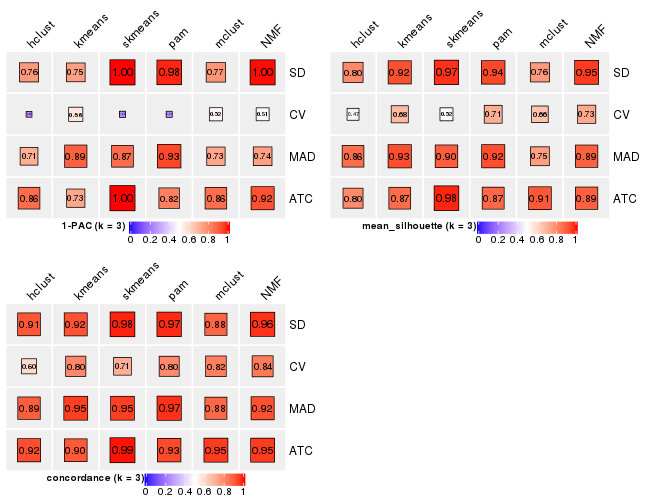 hclust kmeans skmeans pam mclust NMF
0.76 0.75 1.00 0.98 0.77 1.00 SD
0.56 0.52 0.51 CV
0.71 0.89 0.87 0.93 0.73 0.74 MAD
0.86 0.73 1.00 0.82 0.86 0.92 ATC
1-PAC (k = 3)
0 0.2 0.4 0.6 0.8 1
hclust kmeans skmeans pam mclust NMF
0.80 0.92 0.97 0.94 0.76 0.95 SD
0.47 0.68 0.52 0.71 0.66 0.73 CV
0.86 0.93 0.90 0.92 0.75 0.89 MAD
0.80 0.87 0.98 0.87 0.91 0.89 ATC
mean_silhouette (k = 3)
0 0.2 0.4 0.6 0.8 1
hclust kmeans skmeans pam mclust NMF
0.91 0.92 0.98 0.97 0.88 0.96 SD
0.60 0.80 0.71 0.80 0.82 0.84 CV
0.89 0.95 0.95 0.97 0.88 0.92 MAD
0.92 0.90 0.99 0.93 0.95 0.95 ATC
concordance (k = 3)
0 0.2 0.4 0.6 0.8 1